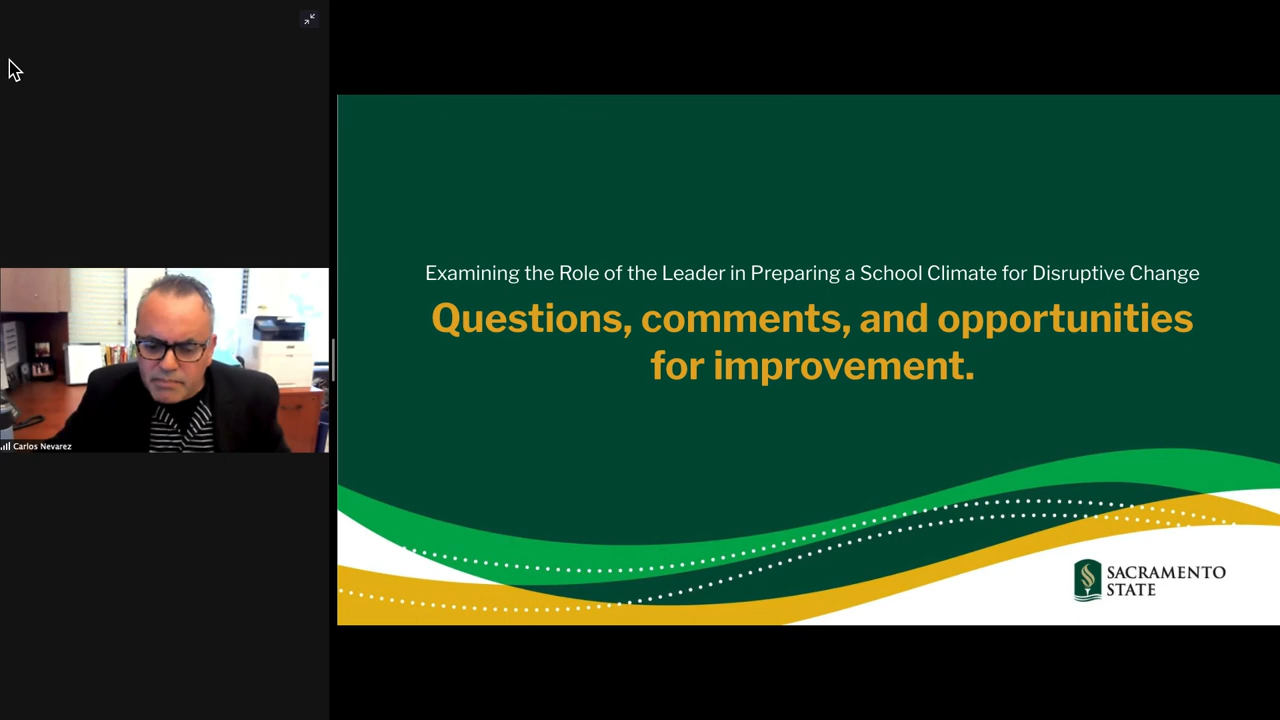 Carlos Nevarez
Examining the Role of the Leader in Preparing a School Climate for Disruptive Change
Questions, comments, and opportunities
for improvement.
SACRAMENTO
STATE